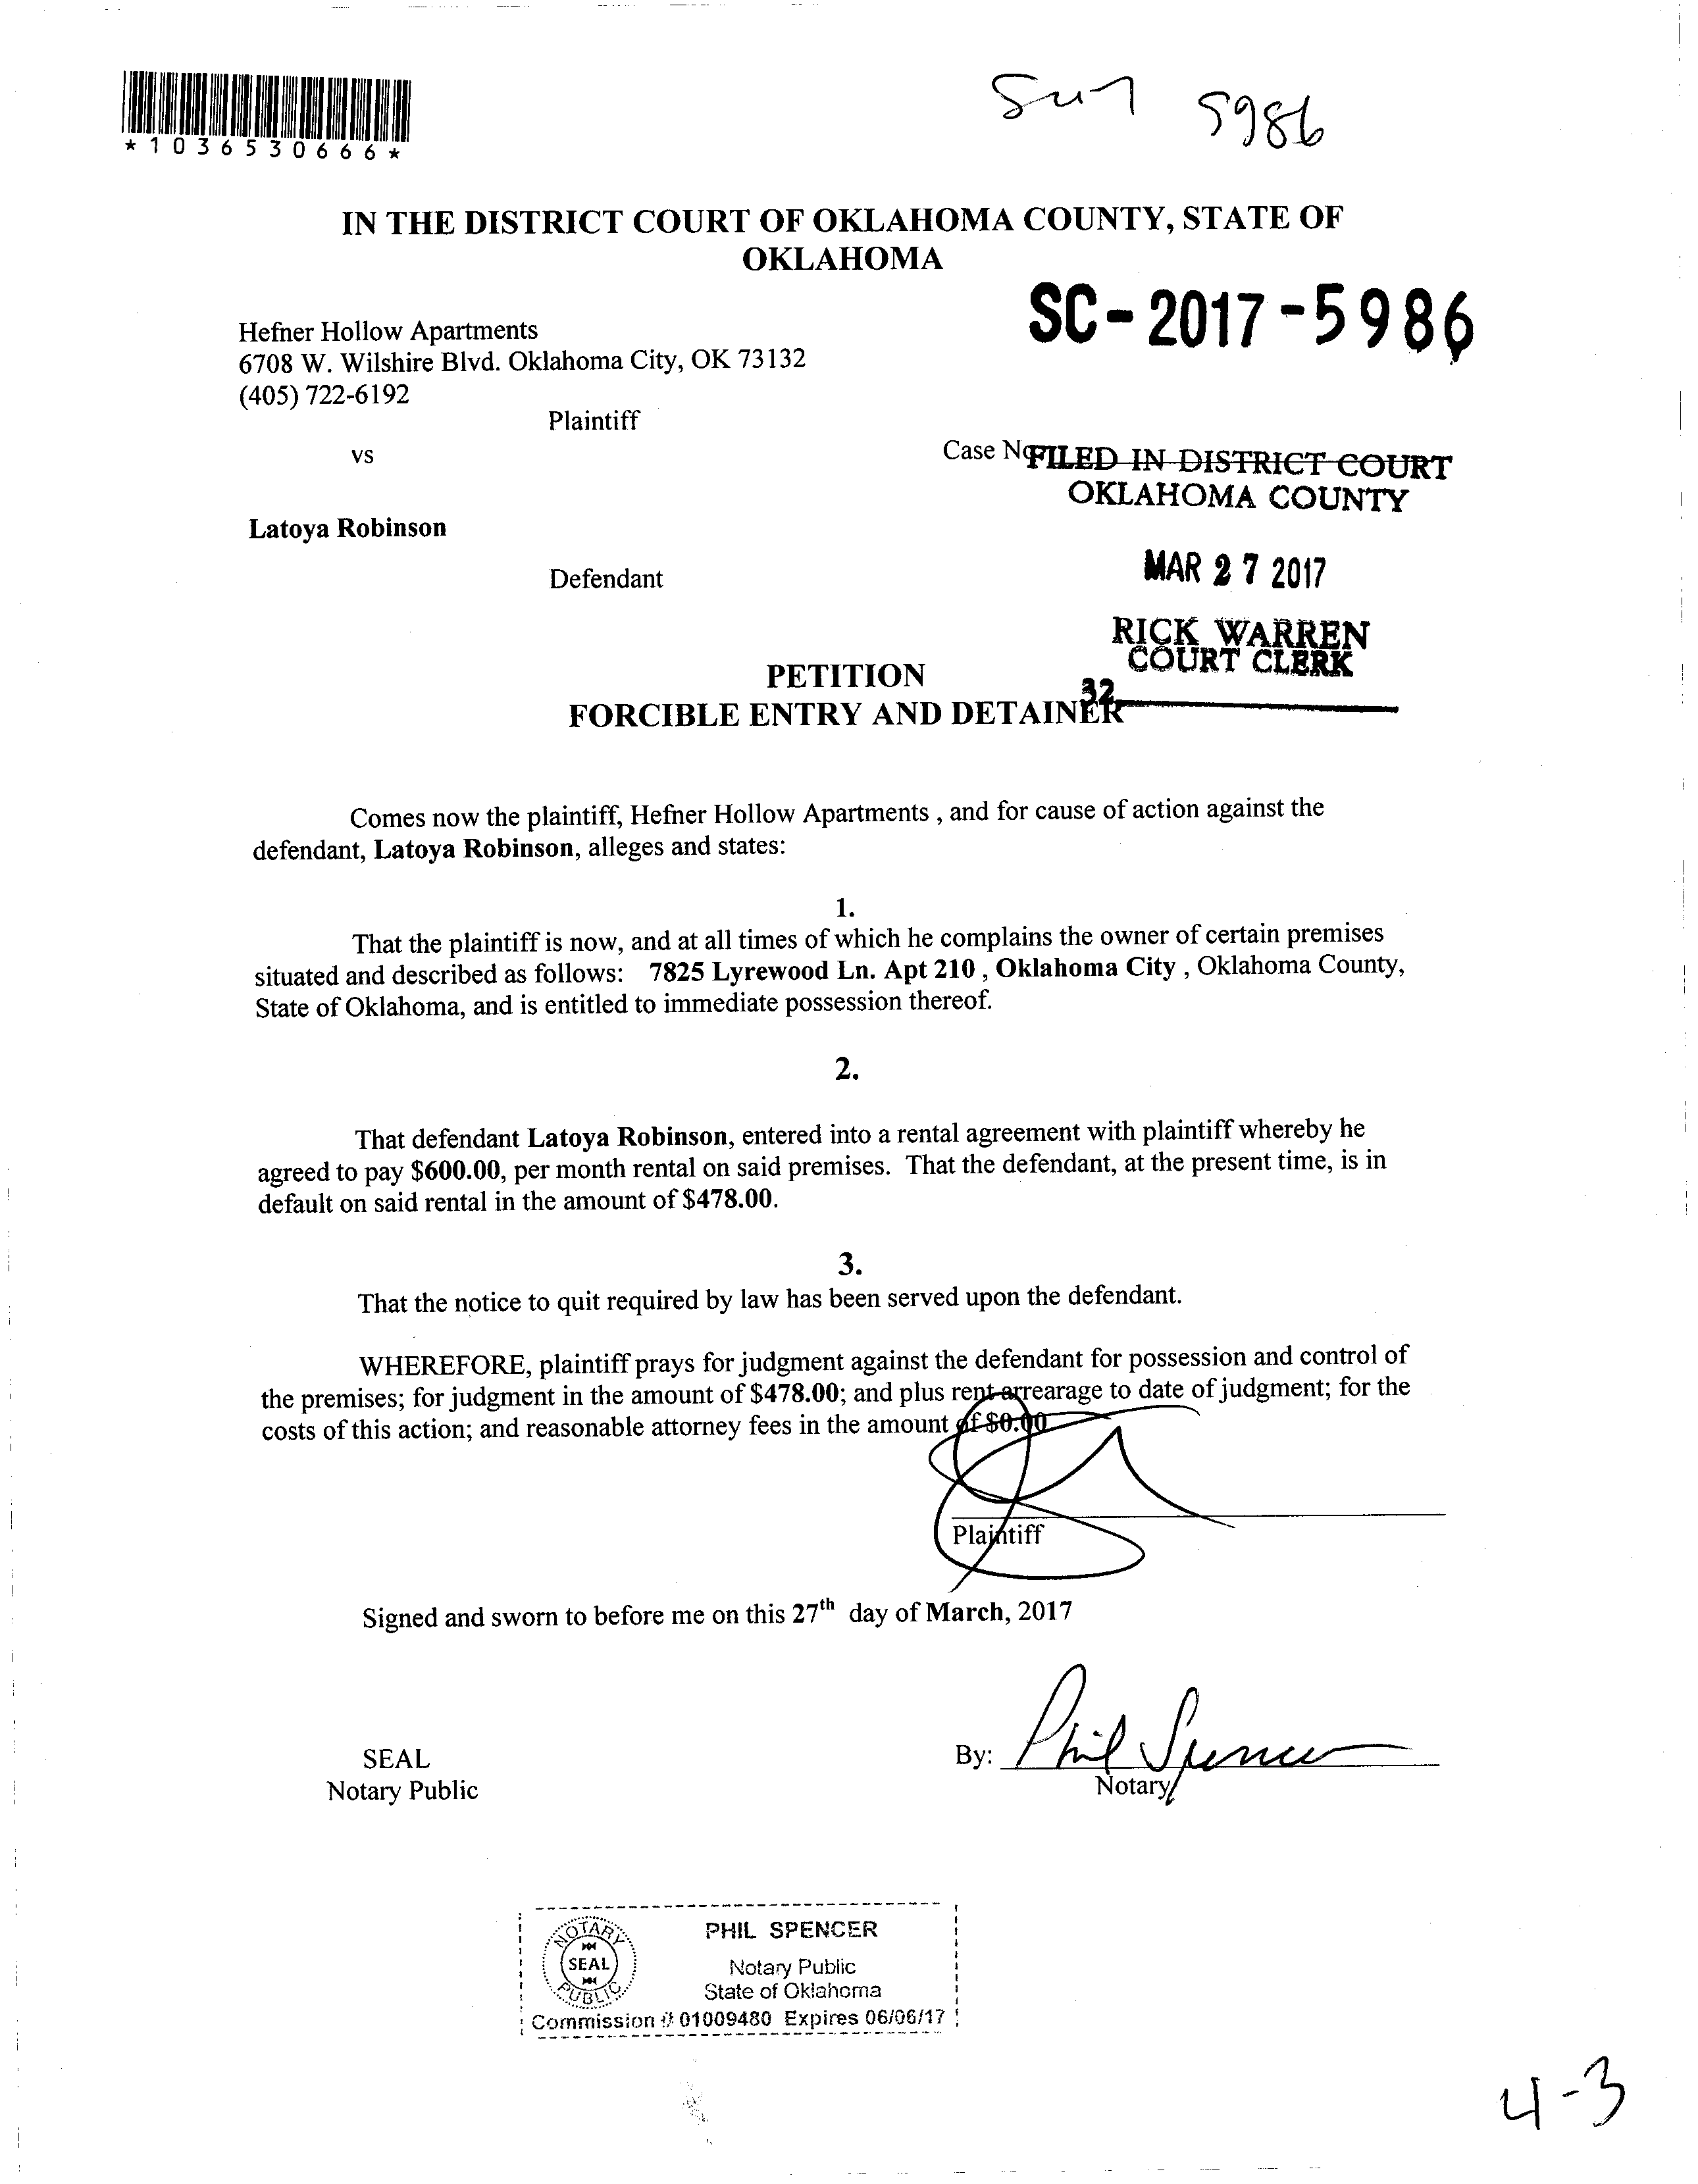 5986
*1036530666*
IN THE DISTRICT COURT OF OKLAHOMA COUNTY, STATE OF
OKLAHOMA
SC-2017-5986
Hefner Hollow Apartments
6708 W. Wilshire Blvd. Oklahoma City, OK 73132
(405) 722-6192
Plaintiff
vs
Case No
FILED IN DISTRICT COURT
OKLAHOMA COUNTY
Latoya Robinson
Defendant
MAR 27 2017
RICK WARREN
COURT CLERK
32
PETITION
FORCIBLE ENTRY AND DETAINER
Comes now the plaintiff, Hefner Hollow Apartments , and for cause of action against the
defendant, Latoya Robinson, alleges and states:
1.
That the plaintiff is now, and at all times of which he complains the owner of certain premises
situated and described as follows: 7825 Lyrewood Ln. Apt 210 , Oklahoma City , Oklahoma County,
State of Oklahoma, and is entitled to immediate possession thereof.
2.
That defendant Latoya Robinson, entered into a rental agreement with plaintiff whereby he
agreed to pay $600.00, per month rental on said premises. That the defendant, at the present time, is in
default on said rental in the amount of $478.00.
3.
That the notice to quit required by law has been served upon the defendant.
WHEREFORE, plaintiff prays for judgment against the defendant for possession and control of
the premises; for judgment in the amount of $478.00; and plus rent arrearage to date of judgment; for the
costs of this action; and reasonable attorney fees in the amount of $0.00
Plaintiff
Signed and sworn to before me on this 27th day of March, 2017
SEAL
Notary Public
By: Phil Spencer
Notary
NOTARY
SEAL
PUBLIC
PHIL SPENCER
Notary Public
State of Oklahoma
Commission # 01009480 Expires 06/06/17
4-3